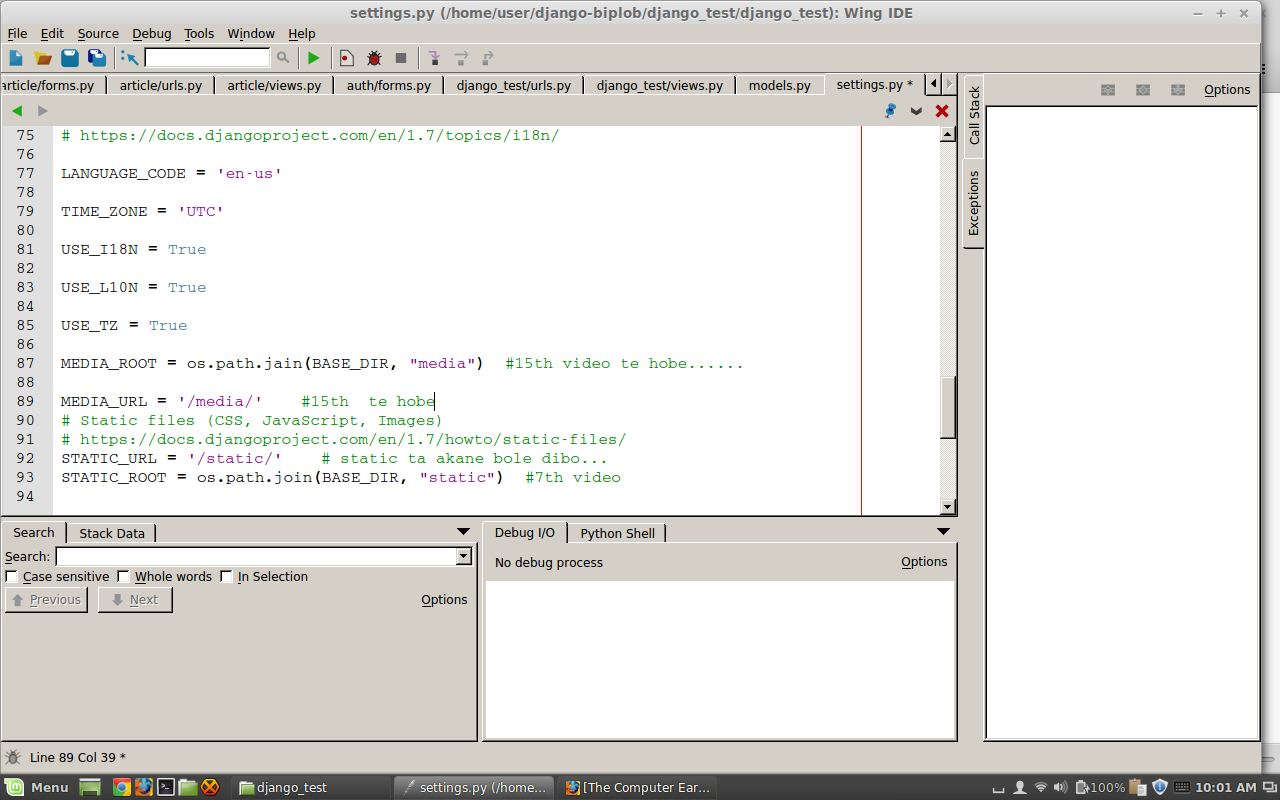 settings.py (/home/user/django-biplob/django_test/django_test): Wing IDE
File Edit Source Debug Tools Window Help
article/forms.py article/urls.py article/views.py auth/forms.py django_test/urls.py django_test/views.py models.py settings.py *
Options
Call Stack
Exceptions
75 # https://docs.djangoproject.com/en/1.7/topics/i18n/
76
77 LANGUAGE_CODE = 'en-us'
78
79 TIME_ZONE = 'UTC'
80
81 USE_I18N = True
82
83 USE_L10N = True
84
85 USE_TZ = True
86
87 MEDIA_ROOT = os.path.jain(BASE_DIR, "media")  #15th video te hobe......
88
89 MEDIA_URL = '/media/'    #15th  te hobe
90 # Static files (CSS, JavaScript, Images)
91 # https://docs.djangoproject.com/en/1.7/howto/static-files/
92 STATIC_URL = '/static/'    # static ta akane bole dibo...
93 STATIC_ROOT = os.path.join(BASE_DIR, "static")  #7th video
94
Search Stack Data
Search:
Case sensitive Whole words In Selection
Previous Next Options
Debug I/O Python Shell
No debug process Options
Line 89 Col 39 *
Menu django_test settings.py (/home... [The Computer Ear... 100% 10:01 AM